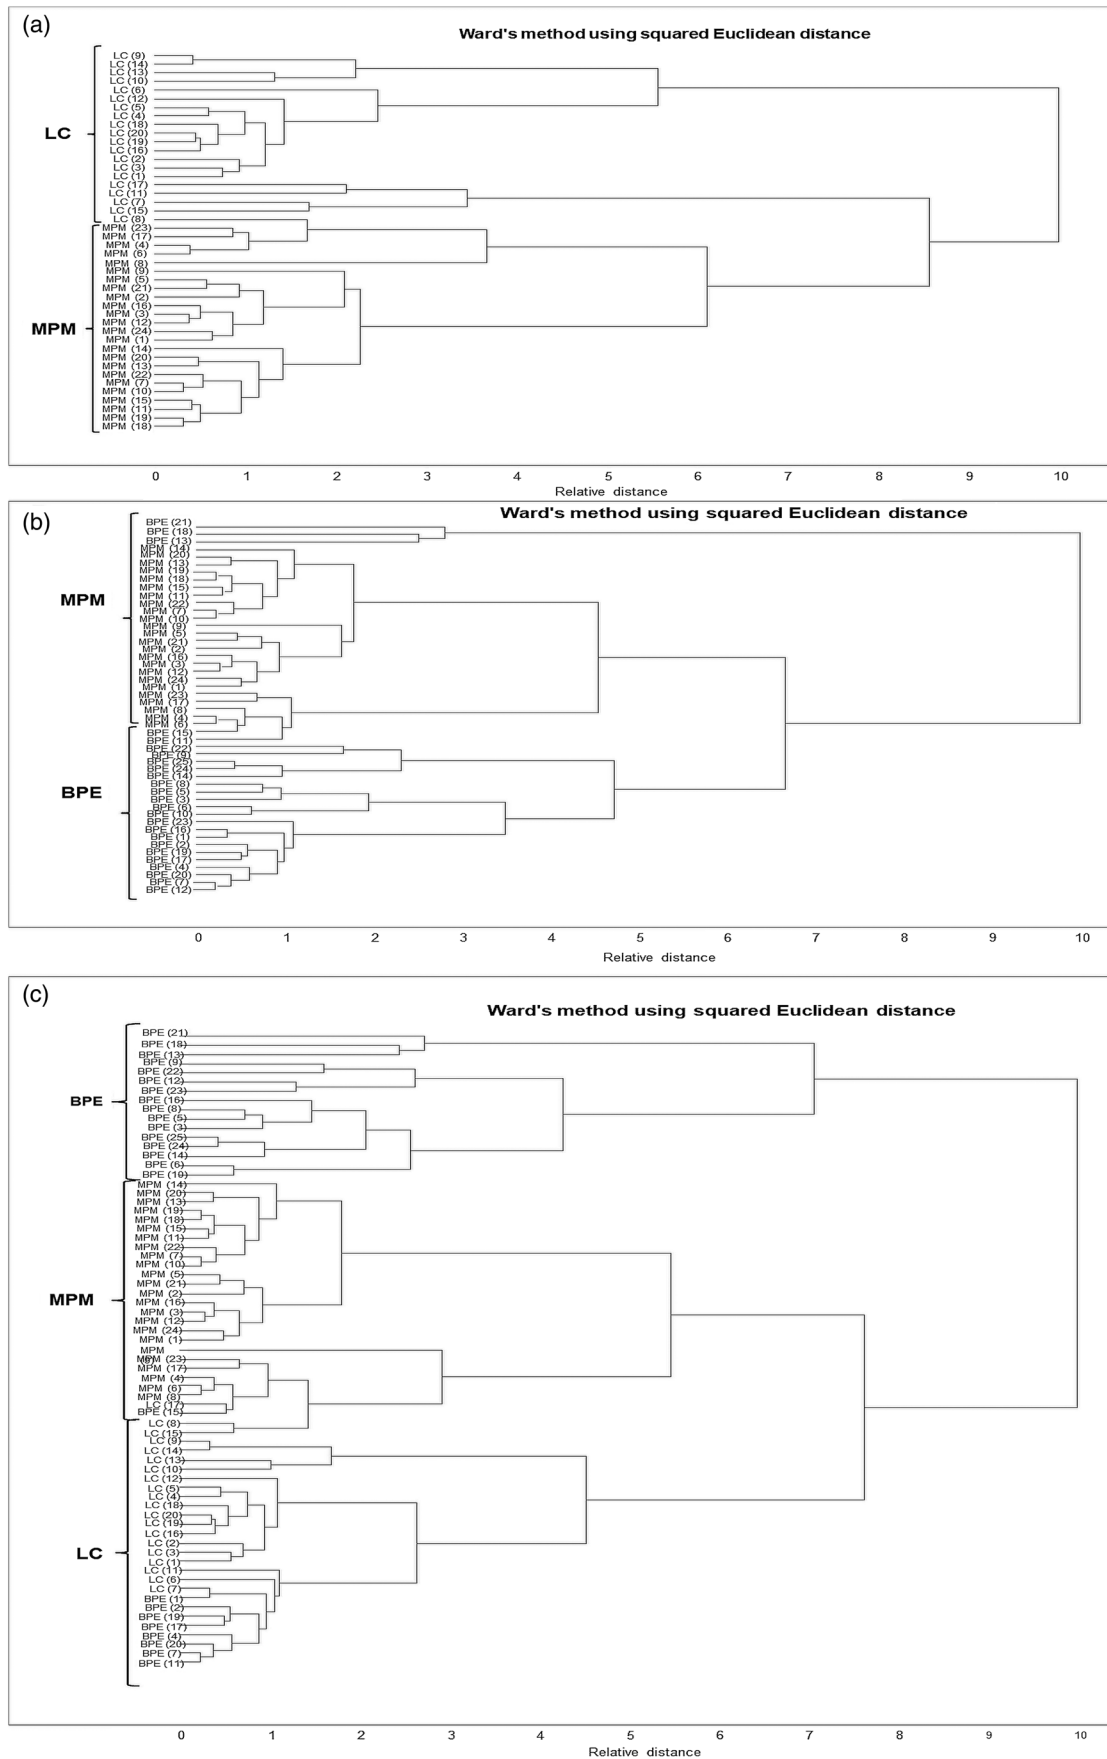 (a)
Ward's method using squared Euclidean distance
LC
MPM
LC (9)
LC (14)
LC (13)
LC (10)
LC (6)
LC (12)
LC (5)
LC (4)
LC (18)
LC (20)
LC (19)
LC (16)
LC (2)
LC (3)
LC (1)
LC (17)
LC (11)
LC (7)
LC (15)
LC (8)
MPM (23)
MPM (17)
MPM (4)
MPM (6)
MPM (8)
MPM (9)
MPM (5)
MPM (21)
MPM (2)
MPM (16)
MPM (3)
MPM (12)
MPM (24)
MPM (1)
MPM (14)
MPM (20)
MPM (13)
MPM (22)
MPM (7)
MPM (10)
MPM (15)
MPM (11)
MPM (19)
MPM (18)
0 1 2 3 4 5 6 7 8 9 10
Relative distance
(b)
Ward's method using squared Euclidean distance
MPM
BPE
BPE (21)
BPE (18)
BPE (13)
MPM (14)
MPM (20)
MPM (13)
MPM (19)
MPM (18)
MPM (15)
MPM (11)
MPM (22)
MPM (7)
MPM (10)
MPM (9)
MPM (5)
MPM (21)
MPM (2)
MPM (16)
MPM (3)
MPM (12)
MPM (24)
MPM (1)
MPM (23)
MPM (17)
MPM (8)
MPM (4)
MPM (6)
BPE (15)
BPE (11)
BPE (22)
BPE (9)
BPE (25)
BPE (24)
BPE (14)
BPE (8)
BPE (5)
BPE (3)
BPE (6)
BPE (10)
BPE (23)
BPE (16)
BPE (1)
BPE (2)
BPE (19)
BPE (17)
BPE (4)
BPE (20)
BPE (7)
BPE (12)
0 1 2 3 4 5 6 7 8 9 10
Relative distance
(c)
Ward's method using squared Euclidean distance
BPE
MPM
LC
BPE (21)
BPE (18)
BPE (13)
BPE (9)
BPE (22)
BPE (12)
BPE (23)
BPE (16)
BPE (8)
BPE (5)
BPE (3)
BPE (25)
BPE (24)
BPE (14)
BPE (6)
BPE (10)
MPM (14)
MPM (20)
MPM (13)
MPM (19)
MPM (18)
MPM (15)
MPM (11)
MPM (22)
MPM (7)
MPM (10)
MPM (5)
MPM (21)
MPM (2)
MPM (16)
MPM (3)
MPM (12)
MPM (24)
MPM (1)
MPM
MPM (23)
MPM (17)
MPM (4)
MPM (6)
MPM (8)
LC (17)
BPE (15)
LC (8)
LC (15)
LC (9)
LC (14)
LC (13)
LC (10)
LC (12)
LC (5)
LC (4)
LC (18)
LC (20)
LC (19)
LC (16)
LC (2)
LC (3)
LC (1)
LC (11)
LC (6)
LC (7)
BPE (1)
BPE (2)
BPE (19)
BPE (17)
BPE (4)
BPE (20)
BPE (7)
BPE (11)
0 1 2 3 4 5 6 7 8 9 10
Relative distance